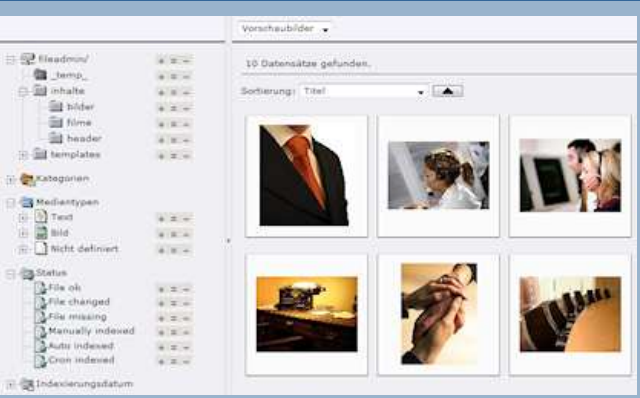 Vorschaubilder
fileadmin/
_temp_
inhalte
bilder
filme
header
templates
Kategorien
Medientypen
Text
Bild
Nicht definiert
Status
File ok
File changed
File missing
Manually indexed
Auto indexed
Cron indexed
Indexierungsdatum
10 Datensätze gefunden.
Sortierung: Titel